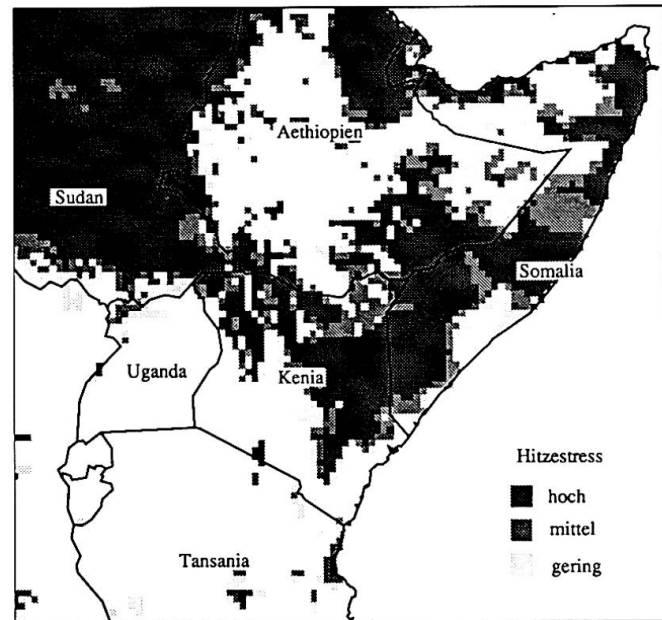 Aethiopien
Sudan
Somalia
Uganda
Kenia
Hitzestress
hoch
mittel
Tansania
gering